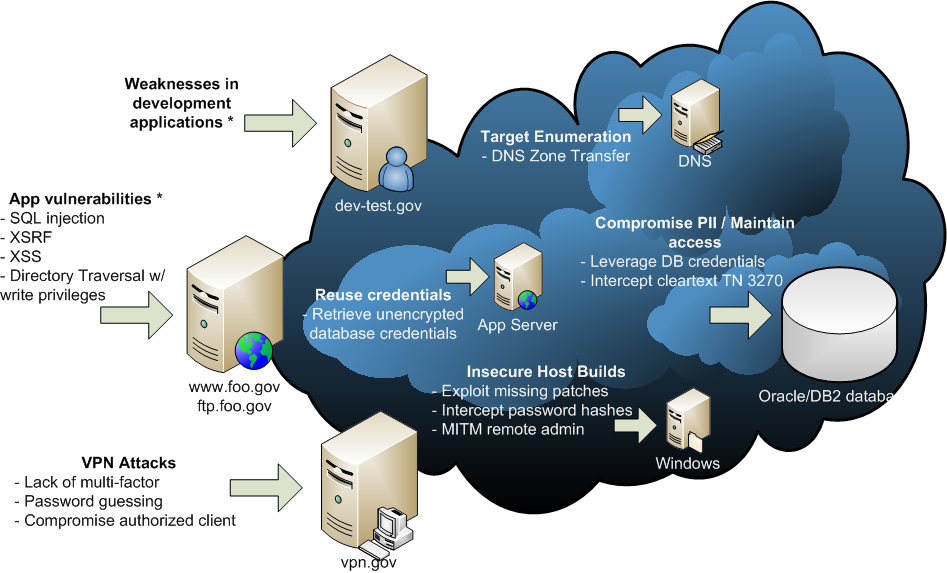 Weaknesses in
development
applications *
dev-test.gov
Target Enumeration
- DNS Zone Transfer
DNS
App vulnerabilities *
- SQL injection
- XSRF
- XSS
- Directory Traversal w/
write privileges
www.foo.gov
ftp.foo.gov
Reuse credentials
- Retrieve unencrypted
database credentials
App Server
Compromise PII / Maintain
access
- Leverage DB credentials
- Intercept cleartext TN 3270
Oracle/DB2 databa
Insecure Host Builds
- Exploit missing patches
- Intercept password hashes
- MITM remote admin
Windows
VPN Attacks
- Lack of multi-factor
- Password guessing
- Compromise authorized client
vpn.gov